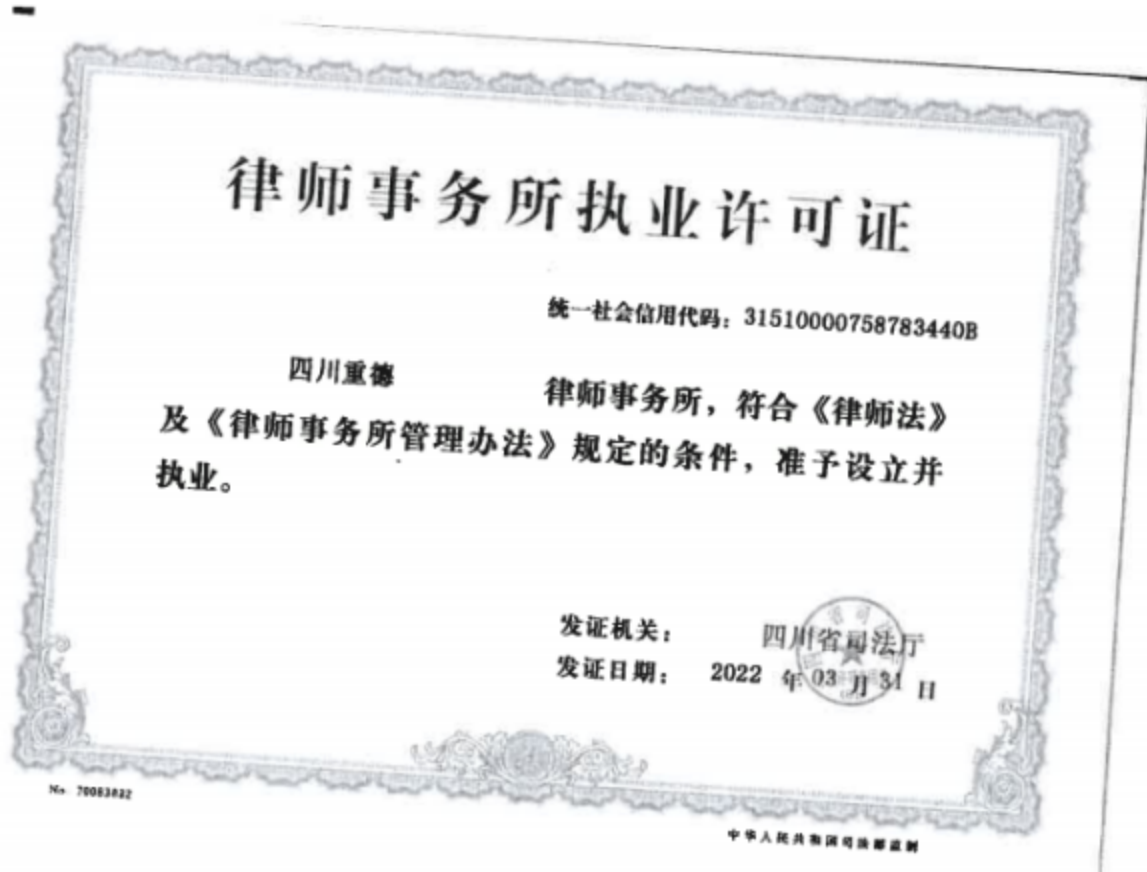 律师事务所执业许可证
统一社会信用代码：31510000758783440B
四川重德 律师事务所，符合《律师法》
及《律师事务所管理办法》规定的条件，准予设立并
执业。
发证机关： 四川省司法厅
发证日期： 2022 年 03 月 31 日
No. 70083832
中华人民共和国司法部监制